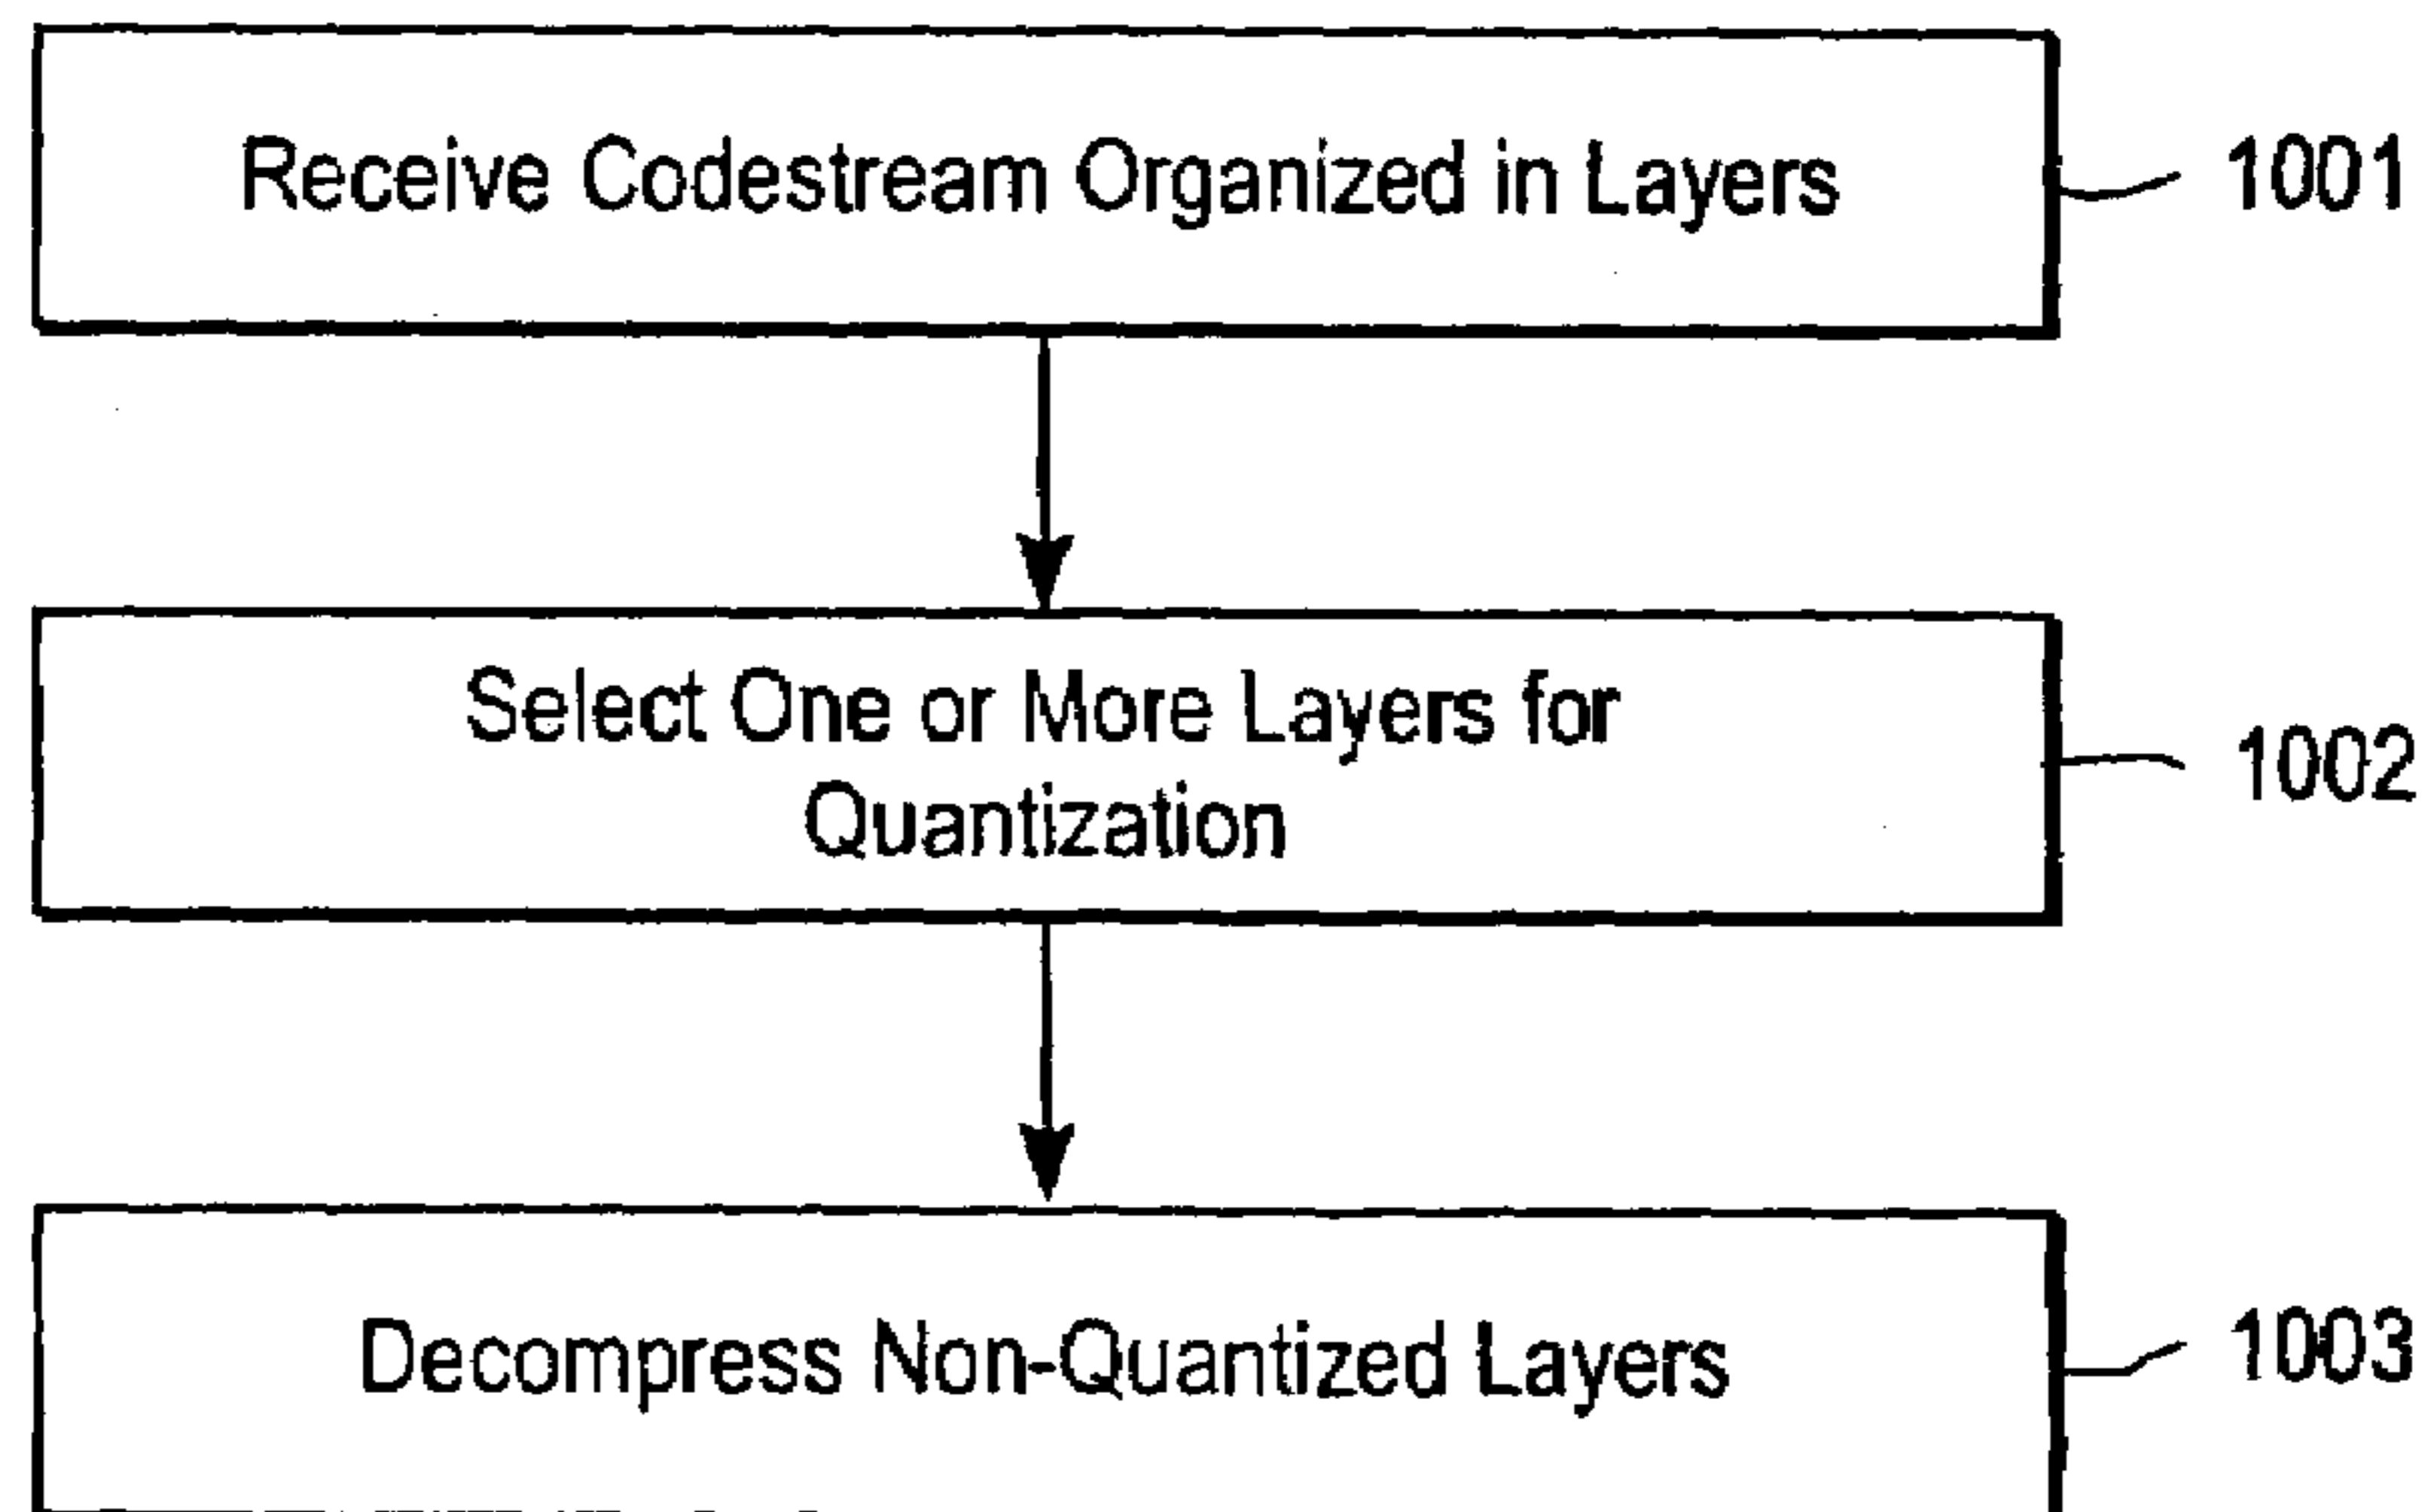 Receive Codestream Organized in Layers
1001
Select One or More Layers for
Quantization
1002
Decompress Non-Quantized Layers
1003